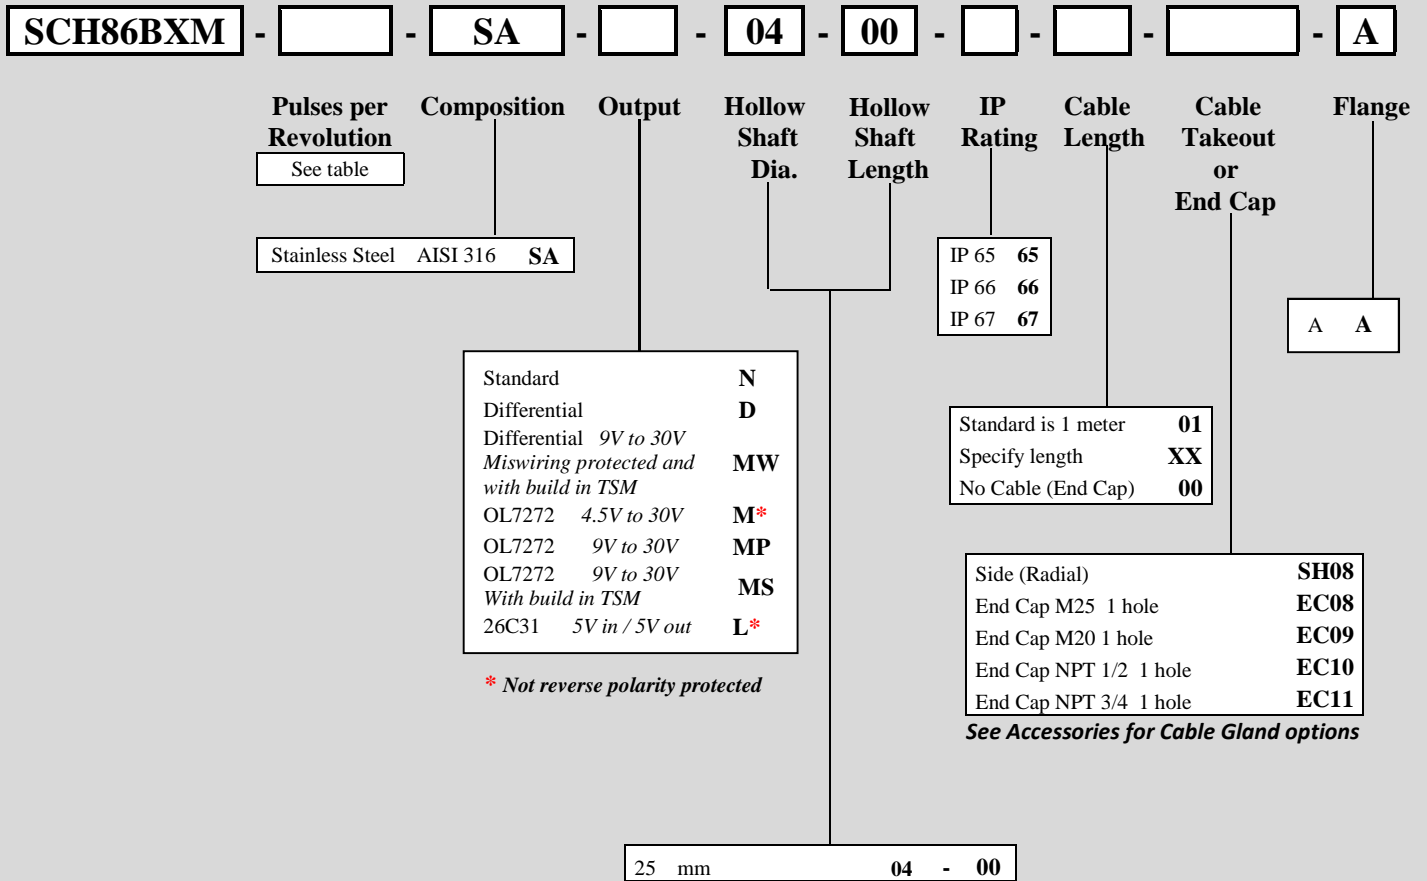 SCH86BXM - - SA - - 04 - 00 - - - - A
Pulses per Revolution
See table
Composition
Output
Hollow Shaft Dia.
Hollow Shaft Length
IP Rating
Cable Length
Cable Takeout or End Cap
Flange
Stainless Steel AISI 316 SA
IP 65 65
IP 66 66
IP 67 67
A A
Standard N
Differential D
Differential 9V to 30V
Miswiring protected and MW
with build in TSM
OL7272 4.5V to 30V M*
OL7272 9V to 30V MP
OL7272 9V to 30V
With build in TSM MS
26C31 5V in / 5V out L*
* Not reverse polarity protected
Standard is 1 meter 01
Specify length XX
No Cable (End Cap) 00
Side (Radial) SH08
End Cap M25 1 hole EC08
End Cap M20 1 hole EC09
End Cap NPT 1/2 1 hole EC10
End Cap NPT 3/4 1 hole EC11
See Accessories for Cable Gland options
25 mm 04 - 00